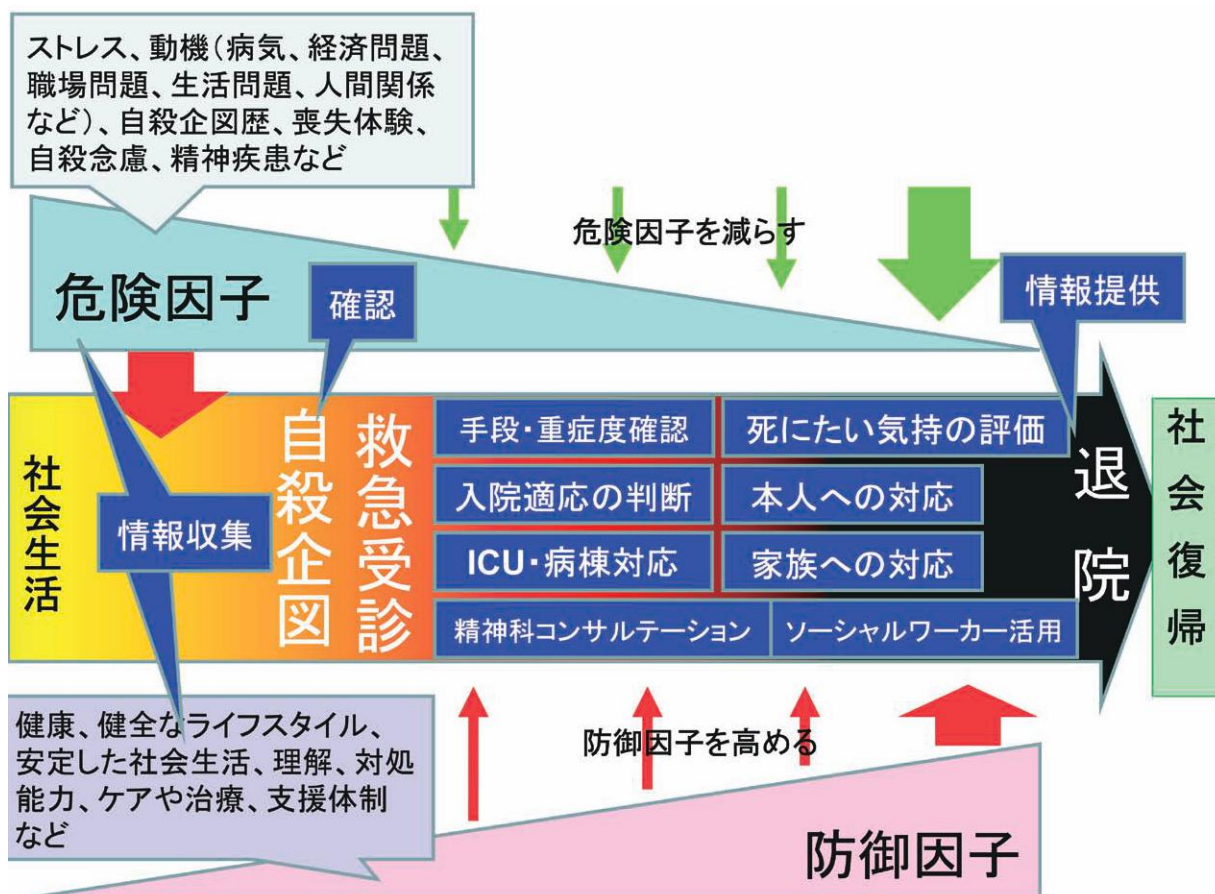 ストレス、動機（病気、経済問題、
職場問題、生活問題、人間関係
など）、自殺企図歴、喪失体験、
自殺念慮、精神疾患など
危険因子を減らす
危険因子
確認
情報提供
社会生活
情報収集
自殺企図
救急受診
手段・重症度確認
死にたい気持の評価
入院適応の判断
本人への対応
ICU・病棟対応
家族への対応
精神科コンサルテーション
ソーシャルワーカー活用
退院
社会復帰
健康、健全なライフスタイル、
安定した社会生活、理解、対処
能力、ケアや治療、支援体制
など
防御因子を高める
防御因子